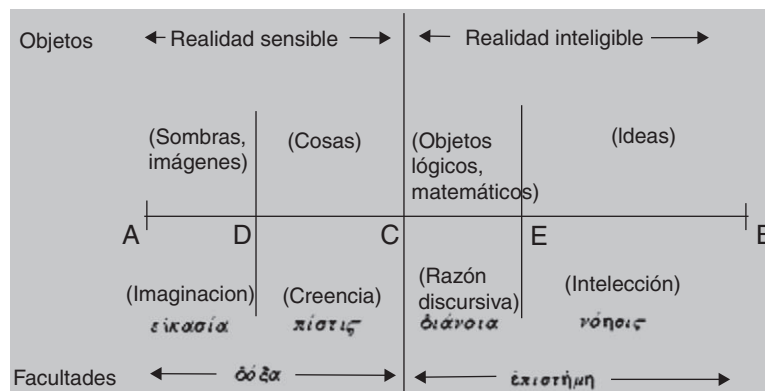 Objetos
Realidad sensible
Realidad inteligible
(Sombras,
imágenes)
(Cosas)
(Objetos
lógicos,
matemáticos)
(Ideas)
A
D
C
E
B
(Imaginacion)
εἰκασία
(Creencia)
πίστις
(Razón
discursiva)
διάνοια
(Intelección)
νόησις
Facultades
δόξα
ἐπιστήμη